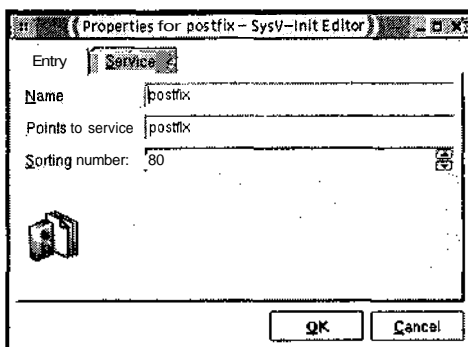 Properties for postfix – SysV-Init Editor
Entry Service
Name postfix
Points to service postfix
Sorting number: 80
OK Cancel